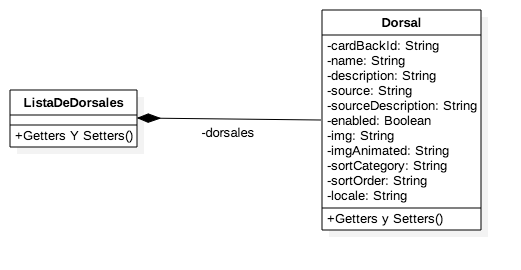 ListaDeDorsales
+Getters Y Setters()
-dorsales
Dorsal
-cardBackId: String
-name: String
-description: String
-source: String
-sourceDescription: String
-enabled: Boolean
-img: String
-imgAnimated: String
-sortCategory: String
-sortOrder: String
-locale: String
+Getters y Setters()